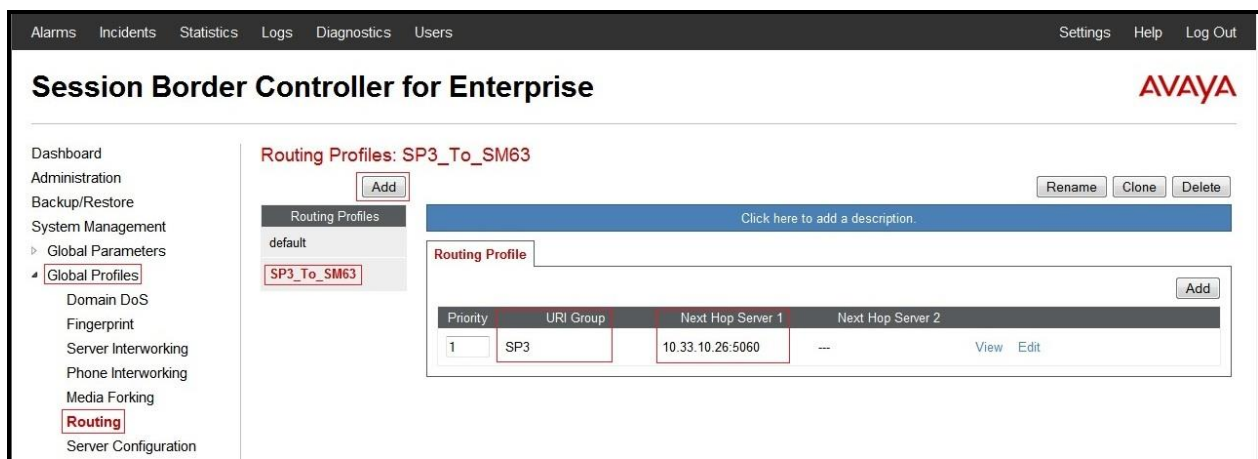 Alarms Incidents Statistics Logs Diagnostics Users Settings Help Log Out
Session Border Controller for Enterprise
AVAYA
Dashboard
Administration
Backup/Restore
System Management
Global Parameters
Global Profiles
Domain DoS
Fingerprint
Server Interworking
Phone Interworking
Media Forking
Routing
Server Configuration
Routing Profiles: SP3_To_SM63
Add
Rename Clone Delete
Routing Profiles
default
SP3_To_SM63
Click here to add a description.
Routing Profile
Add
Priority URI Group Next Hop Server 1 Next Hop Server 2
1 SP3 10.33.10.26:5060 --- View Edit